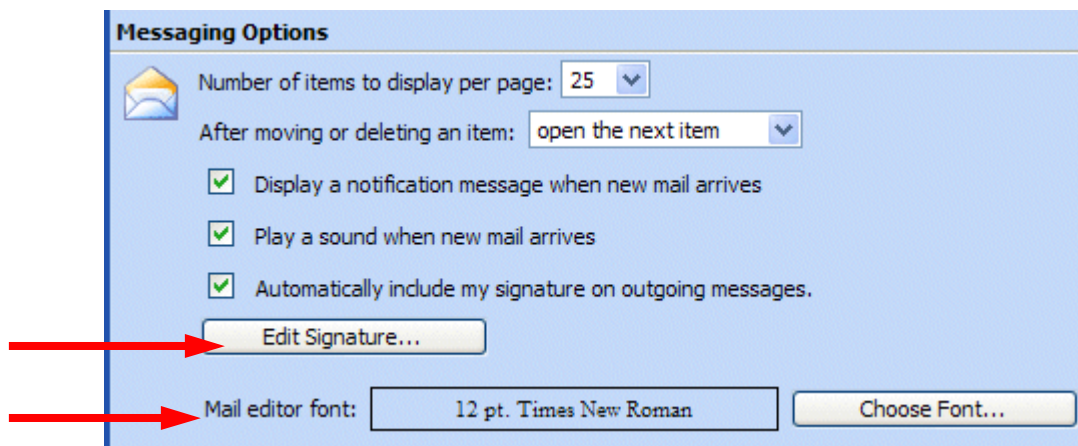 Messaging Options
Number of items to display per page: 25
After moving or deleting an item: open the next item
Display a notification message when new mail arrives
Play a sound when new mail arrives
Automatically include my signature on outgoing messages.
Edit Signature...
Mail editor font: 12 pt. Times New Roman Choose Font...